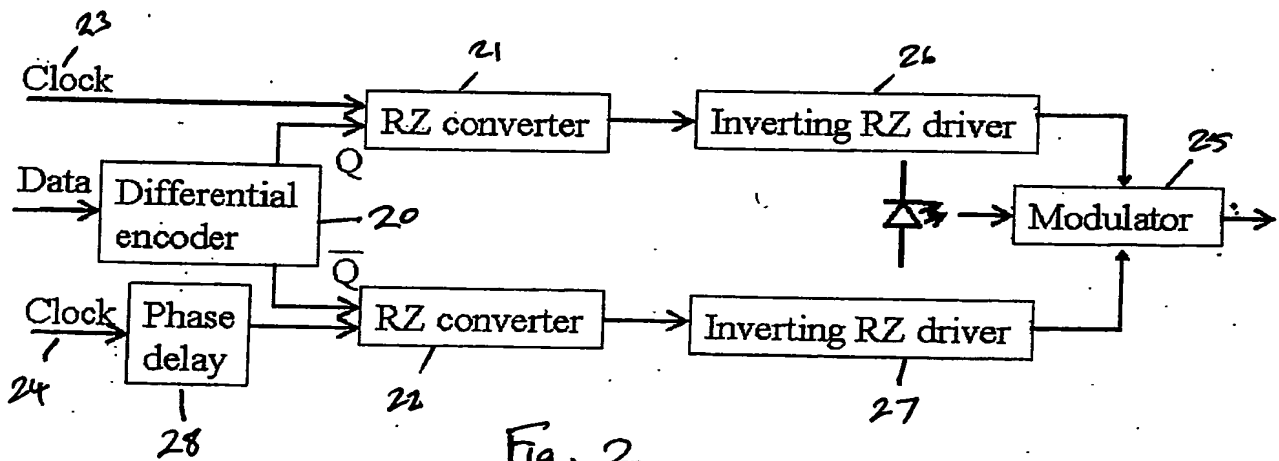 23
Clock
21
RZ converter
26
Inverting RZ driver
25
Modulator
Q
Data
Differential
encoder
20
Q̅
Clock
24
Phase
delay
28
RZ converter
22
Inverting RZ driver
27
Fig. 2